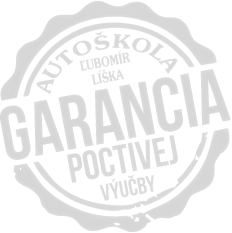 AUTOŠKOLA
ĽUBOMÍR
LÍŠKA
GARANCIA
POCTIVEJ
VÝUČBY